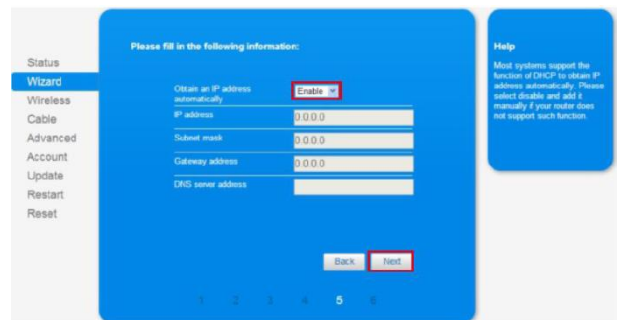 Status
Wizard
Wireless
Cable
Advanced
Account
Update
Restart
Reset
Please fill in the following information:
Obtain an IP address
automatically
Enable
IP address
0.0.0.0
Subnet mask
0.0.0.0
Gateway address
0.0.0.0
DNS server address
Back
Next
1 2 3 4 5 6
Help
Most systems support the
function of DHCP to obtain IP
address automatically. Please
select disable and add it
manually if your router does
not support such function.